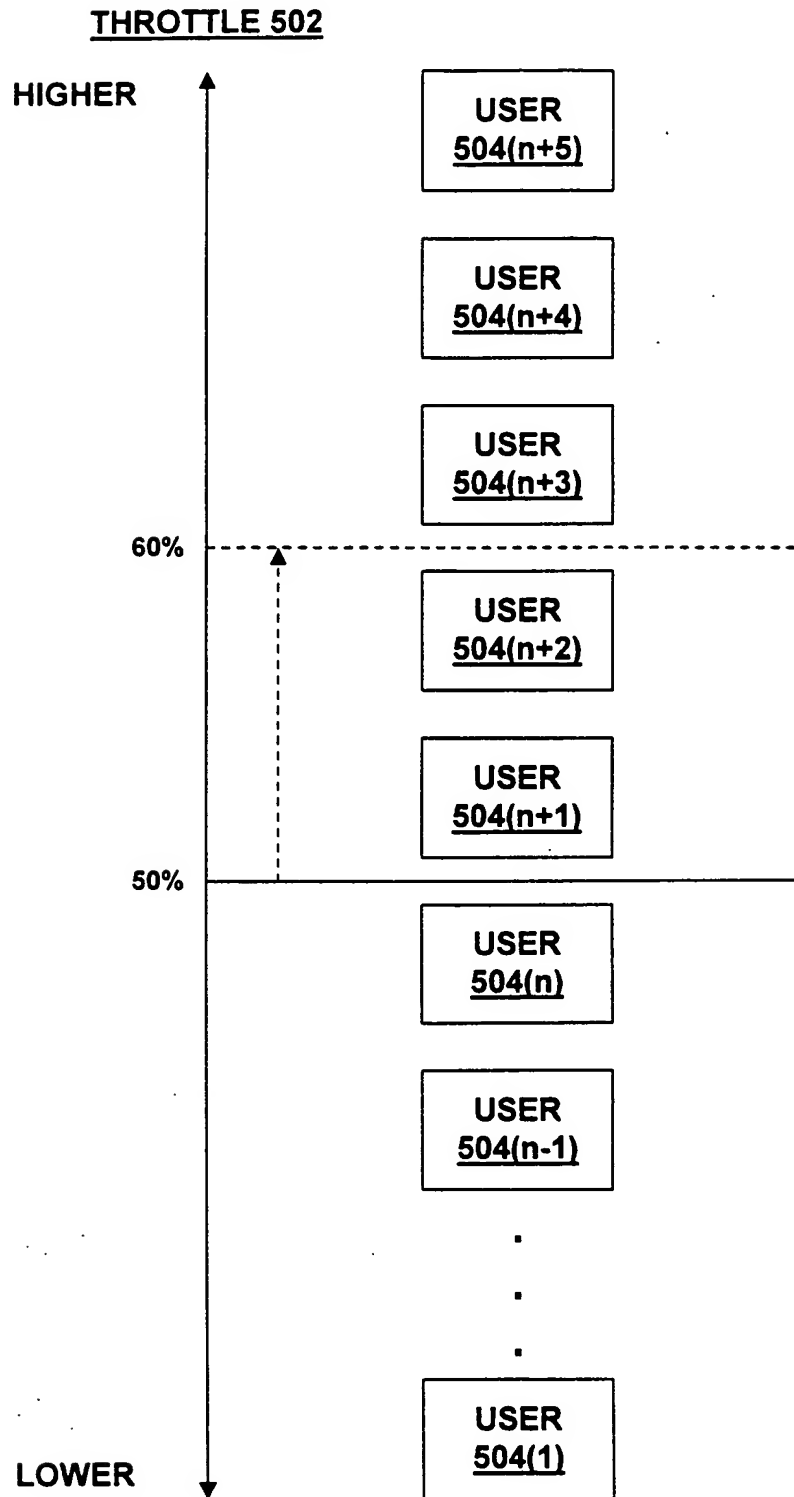 THROTTLE 502
HIGHER
USER
504(n+5)
USER
504(n+4)
USER
504(n+3)
60%
USER
504(n+2)
USER
504(n+1)
50%
USER
504(n)
USER
504(n-1)
.
.
.
USER
504(1)
LOWER